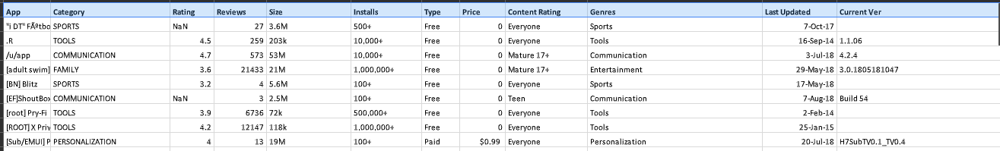 App Category Rating Reviews Size Installs Type Price Content Rating Genres Last Updated Current Ver
"i DT" FÃ®tbo SPORTS NaN 27 3.6M 500+ Free 0 Everyone Sports 7-Oct-17
.R TOOLS 4.5 259 203k 10,000+ Free 0 Everyone Tools 16-Sep-14 1.1.06
/u/app COMMUNICATION 4.7 573 53M 10,000+ Free 0 Mature 17+ Communication 3-Jul-18 4.2.4
[adult swim] FAMILY 3.6 21433 21M 1,000,000+ Free 0 Mature 17+ Entertainment 29-May-18 3.0.1805181047
[BN] Blitz SPORTS 3.2 4 5.6M 100+ Free 0 Everyone Sports 17-May-18
[EF]ShoutBox COMMUNICATION NaN 3 2.5M 100+ Free 0 Teen Communication 7-Aug-18 Build 54
[root] Pry-Fi TOOLS 3.9 6736 72k 500,000+ Free 0 Everyone Tools 2-Feb-14
[ROOT] X Priv TOOLS 4.2 12147 118k 1,000,000+ Free 0 Everyone Tools 25-Jan-15
[Sub/EMUI] P PERSONALIZATION 4 13 19M 100+ Paid $0.99 Everyone Personalization 20-Jul-18 H7SubTV0.1_TV0.4